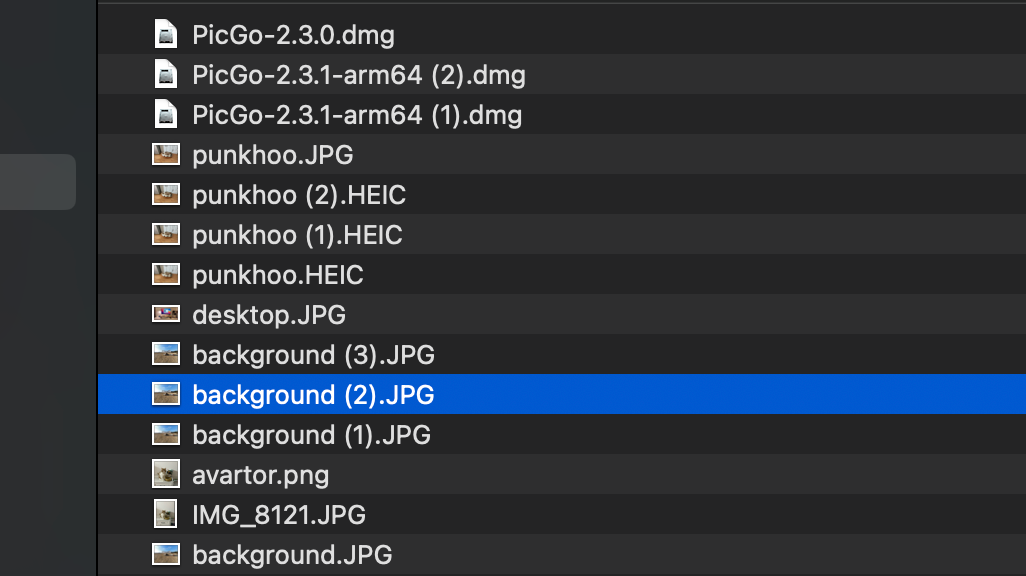 PicGo-2.3.0.dmg
PicGo-2.3.1-arm64 (2).dmg
PicGo-2.3.1-arm64 (1).dmg
punkhoo.JPG
punkhoo (2).HEIC
punkhoo (1).HEIC
punkhoo.HEIC
desktop.JPG
background (3).JPG
background (2).JPG
background (1).JPG
avartor.png
IMG_8121.JPG
background.JPG